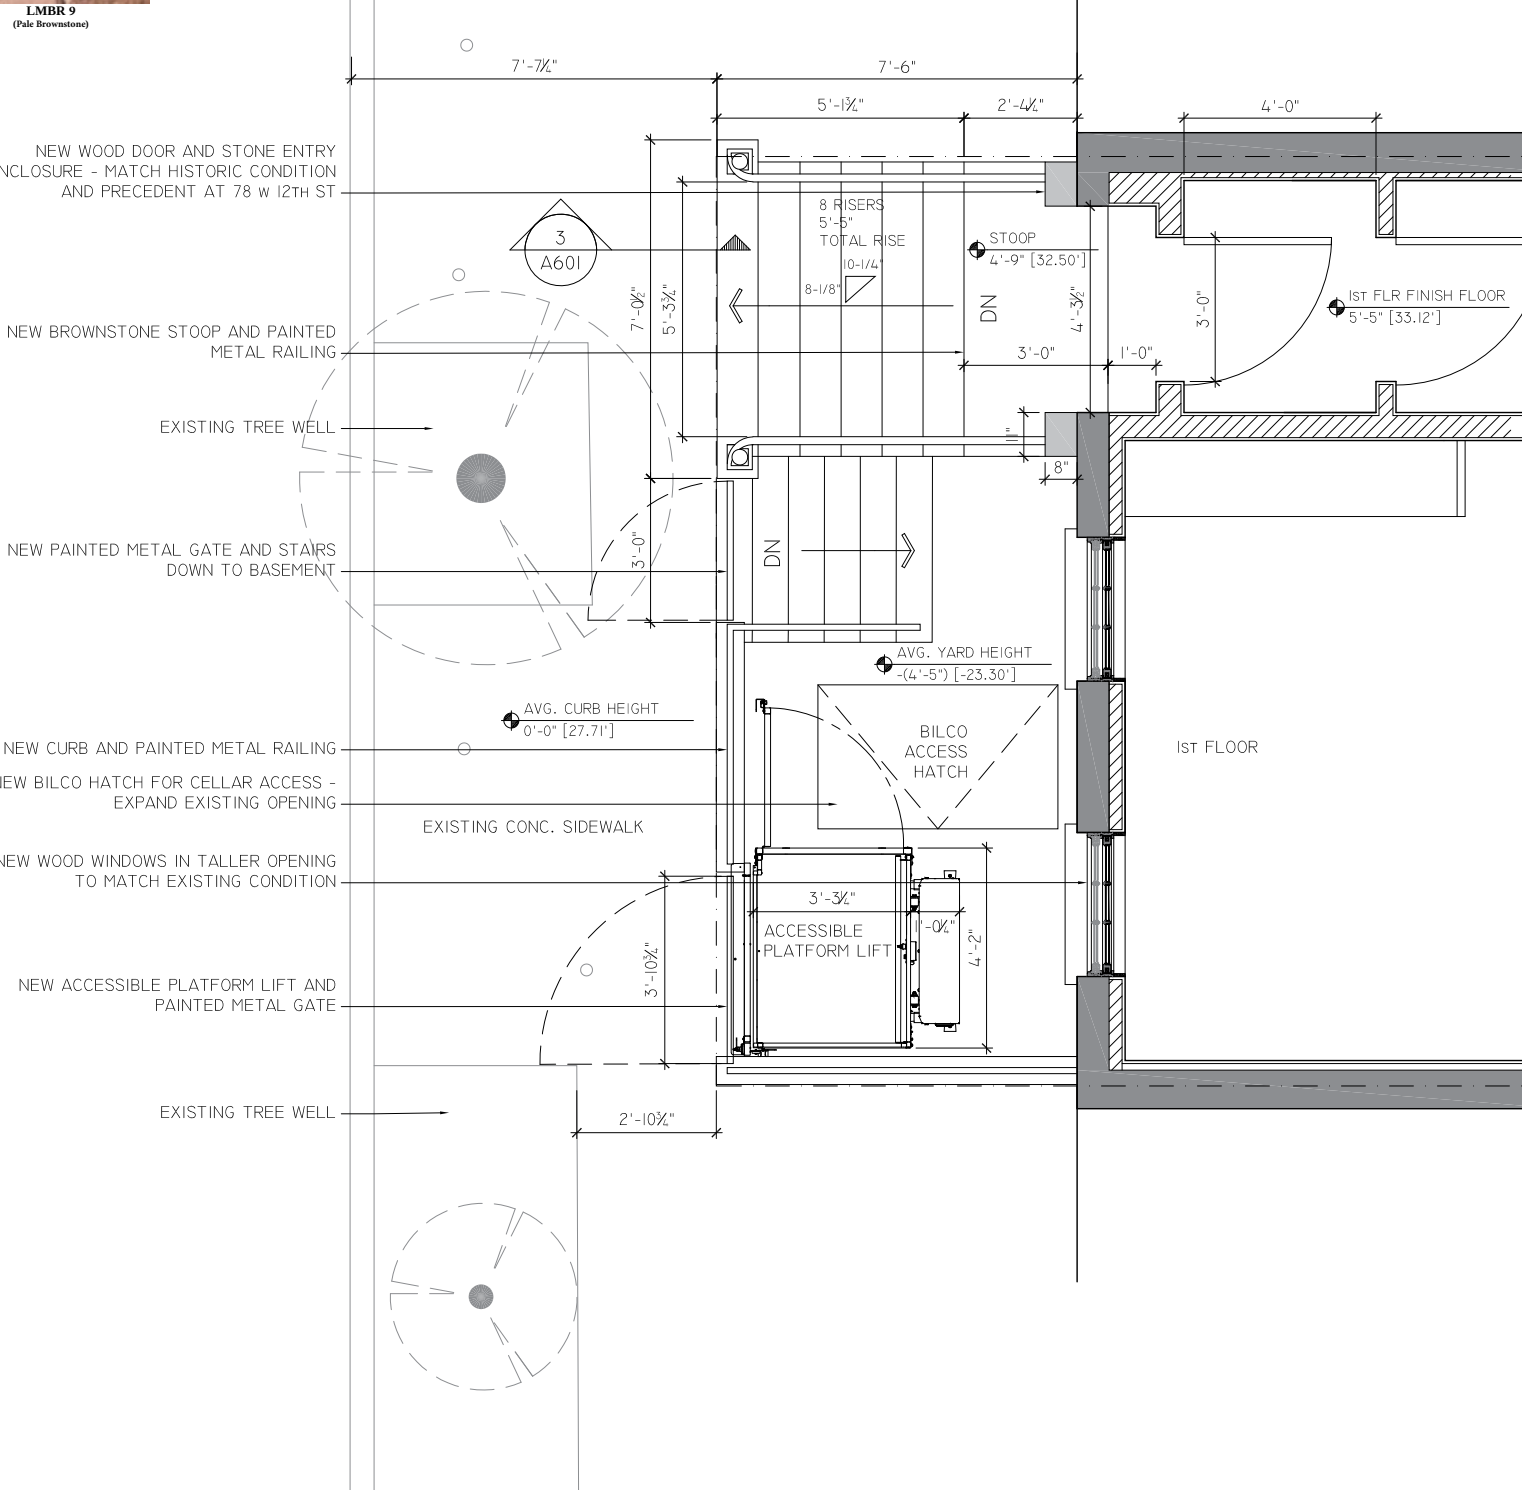 LMBR 9
(Pale Brownstone)
7'-7¼"
7'-6"
5'-1¾"
2'-4¼"
4'-0"
NEW WOOD DOOR AND STONE ENTRY
NCLOSURE - MATCH HISTORIC CONDITION
AND PRECEDENT AT 78 W 12TH ST
3
A601
8 RISERS
5'-5"
TOTAL RISE
10-1/4"
8-1/8"
STOOP
4'-9" [32.50']
DN
7'-0½"
5'-3¾"
4'-3½"
3'-0"
1st FLR FINISH FLOOR
5'-5" [33.12']
NEW BROWNSTONE STOOP AND PAINTED
METAL RAILING
3'-0"
1'-0"
EXISTING TREE WELL
11"
8"
NEW PAINTED METAL GATE AND STAIRS
DOWN TO BASEMENT
3'-0"
DN
AVG. YARD HEIGHT
-(4'-5") [-23.30']
AVG. CURB HEIGHT
0'-0" [27.71']
BILCO
ACCESS
HATCH
1st FLOOR
NEW CURB AND PAINTED METAL RAILING
NEW BILCO HATCH FOR CELLAR ACCESS -
EXPAND EXISTING OPENING
EXISTING CONC. SIDEWALK
NEW WOOD WINDOWS IN TALLER OPENING
TO MATCH EXISTING CONDITION
3'-3¼"
1'-0¼"
ACCESSIBLE
PLATFORM LIFT
4'-2"
3'-10¾"
NEW ACCESSIBLE PLATFORM LIFT AND
PAINTED METAL GATE
EXISTING TREE WELL
2'-10¾"